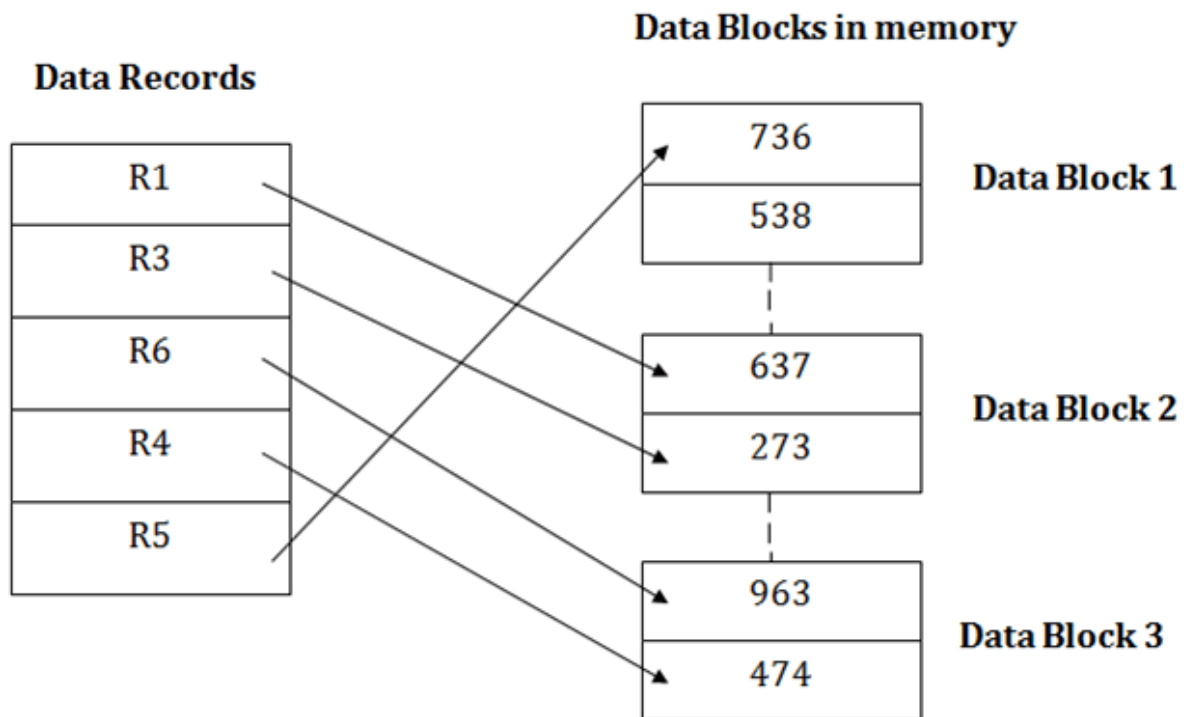 Data Blocks in memory
Data Records
R1
R3
R6
R4
R5
736
538
Data Block 1
637
273
Data Block 2
963
474
Data Block 3